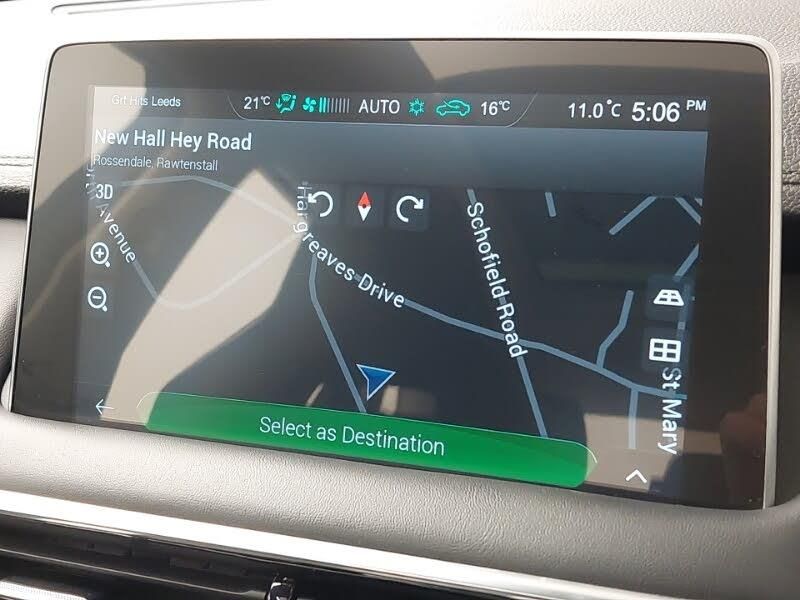 Grt Hits Leeds
21°C AUTO 16°C 11.0°C 5:06 PM
New Hall Hey Road
Rossendale, Rawtenstall
3D
Avenue
Hargreaves Drive
Schofield Road
St Mary
Select as Destination